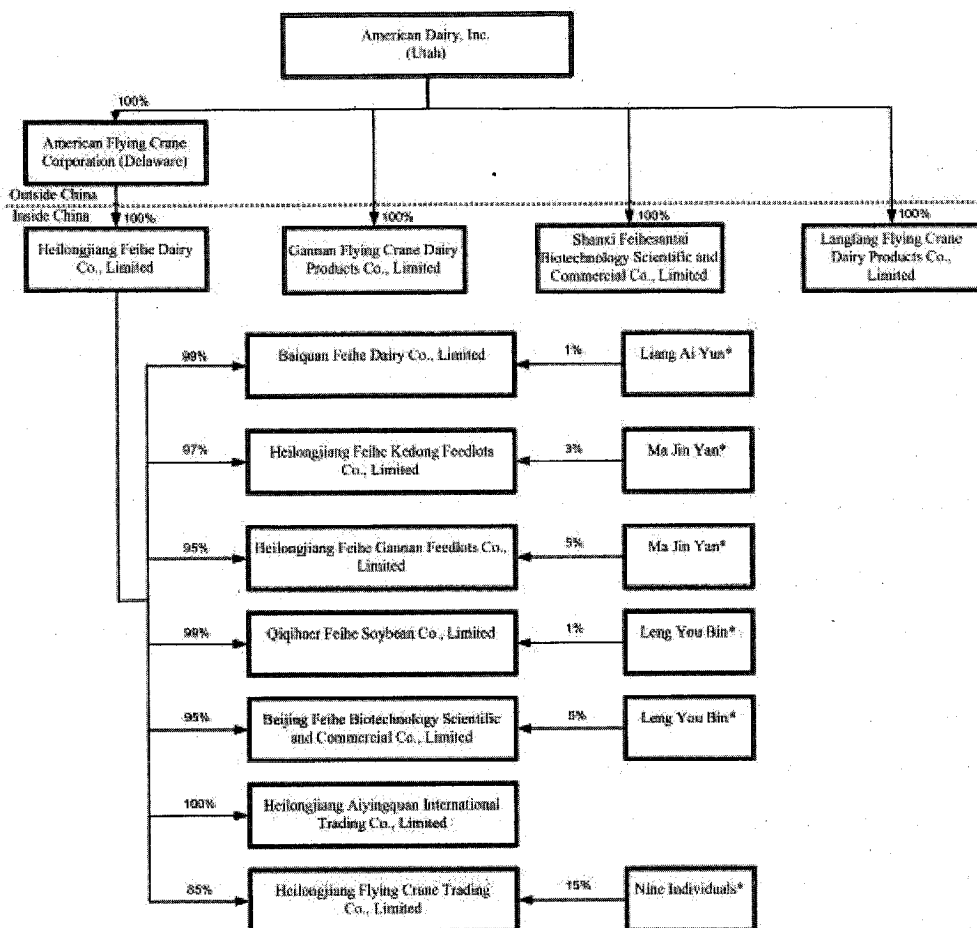 American Dairy, Inc.
(Utah)
100%
American Flying Crane
Corporation (Delaware)
Outside China
Inside China
100%
100%
100%
100%
Heilongjiang Feihe Dairy
Co., Limited
Gannan Flying Crane Dairy
Products Co., Limited
Shanxi Feihesantai
Biotechnology Scientific and
Commercial Co., Limited
Langfang Flying Crane
Dairy Products Co.,
Limited
99%
Baiquan Feihe Dairy Co., Limited
1%
Liang Ai Yun*
97%
Heilongjiang Feihe Kedong Feedlots
Co., Limited
3%
Ma Jin Yan*
95%
Heilongjiang Feihe Gannan Feedlots Co.,
Limited
5%
Ma Jin Yan*
99%
Qiqihaer Feihe Soybean Co., Limited
1%
Leng You Bin*
95%
Beijing Feihe Biotechnology Scientific
and Commercial Co., Limited
5%
Leng You Bin*
100%
Heilongjiang Aiyingquan International
Trading Co., Limited
85%
Heilongjiang Flying Crane Trading
Co., Limited
15%
Nine Individuals*